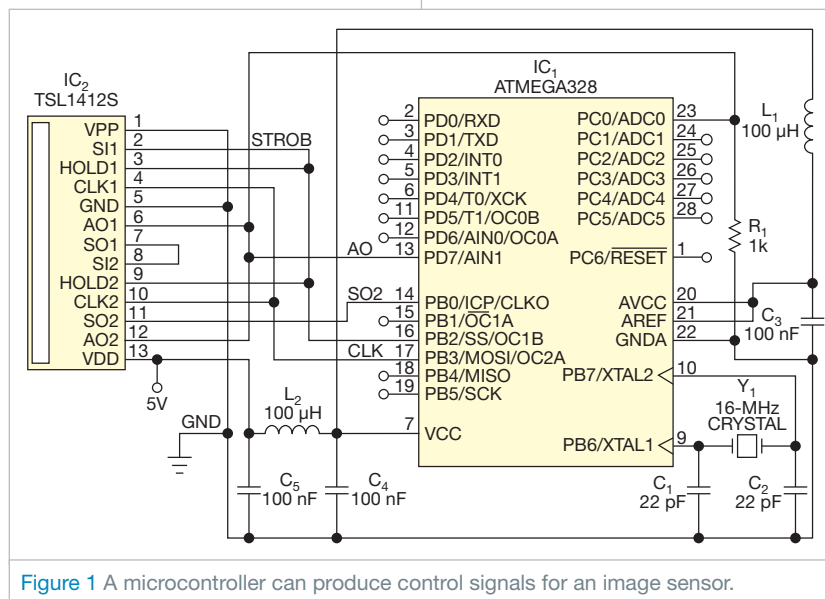 IC2
TSL1412S
VPP 1
SI1 2
HOLD1 3
CLK1 4
GND 5
AO1 6
SO1 7
SI2 8
HOLD2 9
CLK2 10
SO2 11
AO2 12
VDD 13
5V
STROB
AO
SO2
CLK
GND
L2
100 µH
C5
100 nF
C4
100 nF
IC1
ATMEGA328
2 PD0/RXD
3 PD1/TXD
4 PD2/INT0
5 PD3/INT1
6 PD4/T0/XCK
11 PD5/T1/OC0B
12 PD6/AIN0/OC0A
13 PD7/AIN1
14 PB0/ICP/CLKO
15 PB1/OC1A
16 PB2/SS/OC1B
17 PB3/MOSI/OC2A
18 PB4/MISO
19 PB5/SCK
7 VCC
PC0/ADC0 23
PC1/ADC1 24
PC2/ADC2 25
PC3/ADC3 26
PC4/ADC4 27
PC5/ADC5 28
PC6/RESET 1
AVCC 20
AREF 21
GNDA 22
PB7/XTAL2 10
PB6/XTAL1 9
L1
100 µH
R1
1k
C3
100 nF
Y1
16-MHz
CRYSTAL
C1
22 pF
C2
22 pF
Figure 1 A microcontroller can produce control signals for an image sensor.